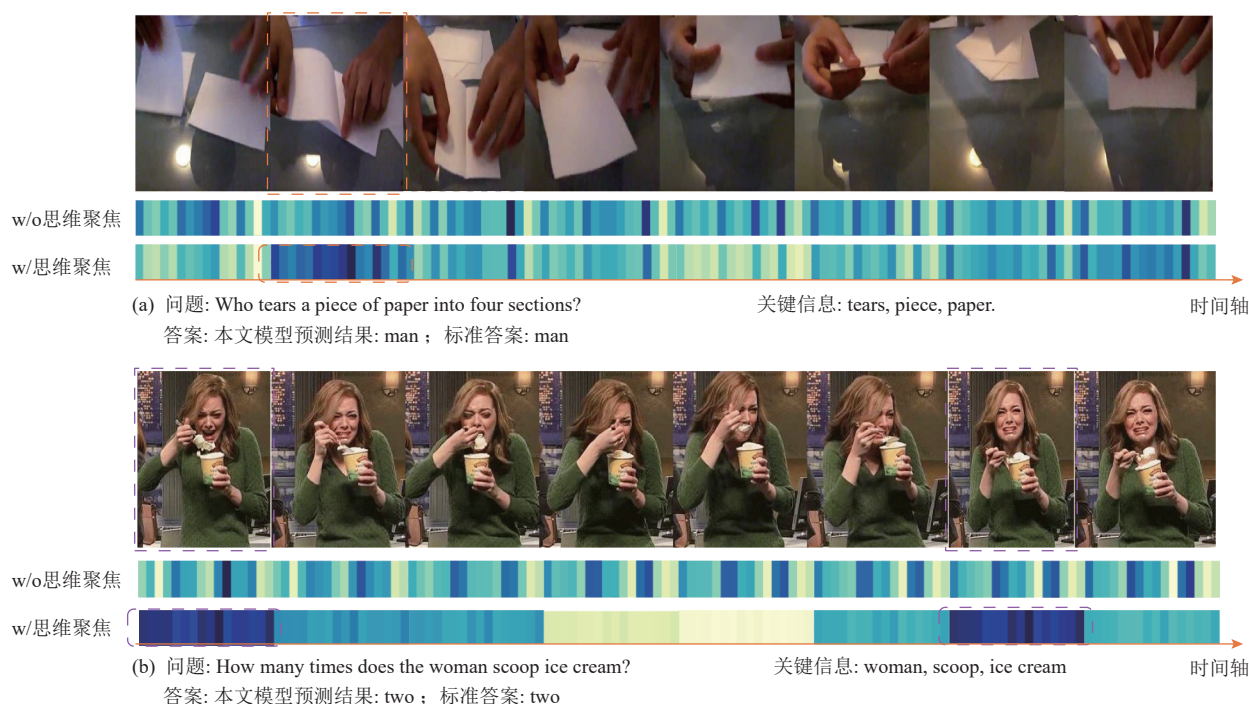 w/o思维聚焦
w/思维聚焦
(a) 问题: Who tears a piece of paper into four sections? 关键信息: tears, piece, paper. 时间轴
答案: 本文模型预测结果: man ；标准答案: man
w/o思维聚焦
w/思维聚焦
(b) 问题: How many times does the woman scoop ice cream? 关键信息: woman, scoop, ice cream 时间轴
答案: 本文模型预测结果: two ；标准答案: two